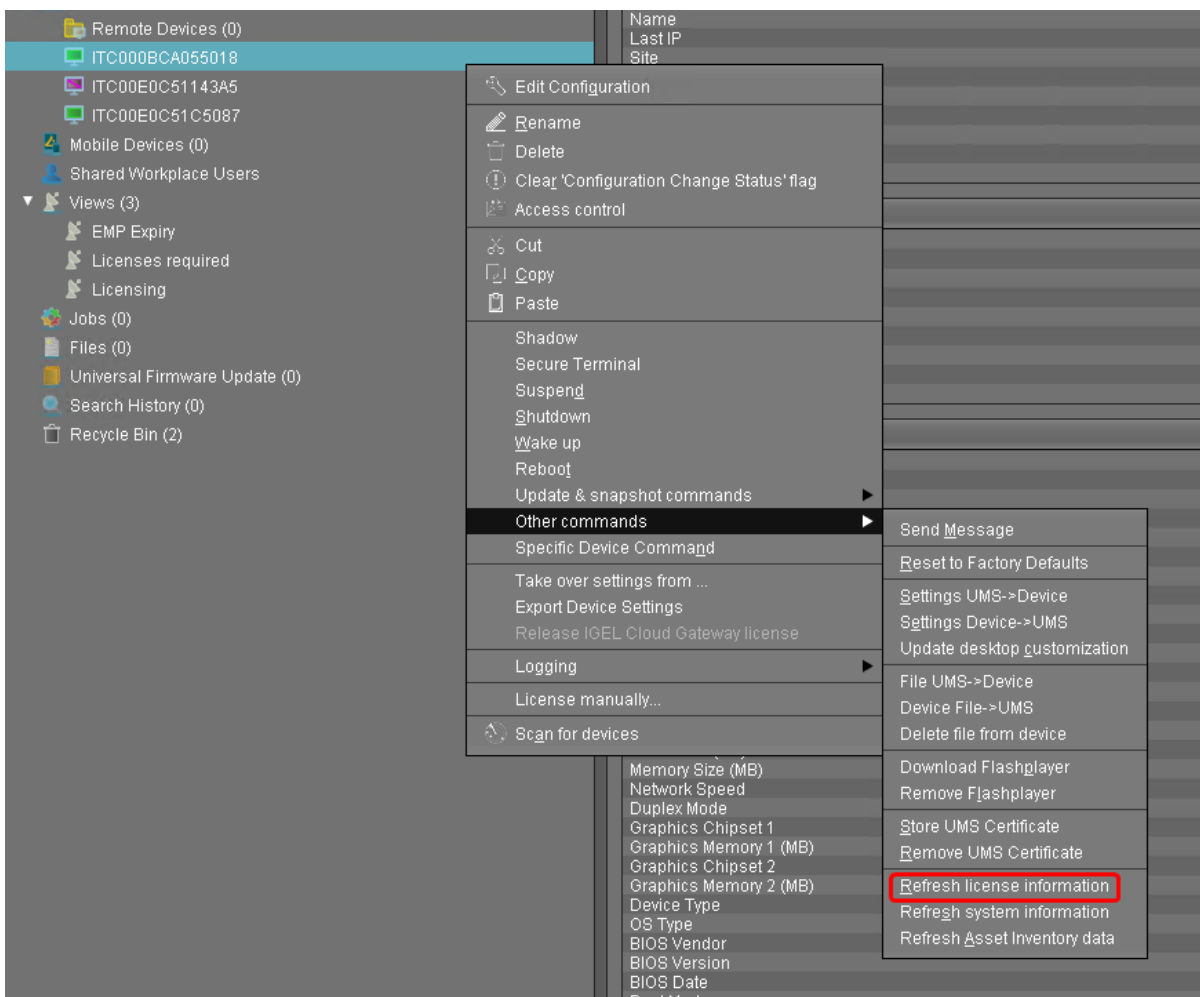 Remote Devices (0)
ITC000BCA055018
ITC00E0C51143A5
ITC00E0C51C5087
Mobile Devices (0)
Shared Workplace Users
Views (3)
EMP Expiry
Licenses required
Licensing
Jobs (0)
Files (0)
Universal Firmware Update (0)
Search History (0)
Recycle Bin (2)
Name
Last IP
Site
Edit Configuration
Rename
Delete
Clear 'Configuration Change Status' flag
Access control
Cut
Copy
Paste
Shadow
Secure Terminal
Suspend
Shutdown
Wake up
Reboot
Update & snapshot commands
Other commands
Specific Device Command
Take over settings from ...
Export Device Settings
Release IGEL Cloud Gateway license
Logging
License manually...
Scan for devices
Send Message
Reset to Factory Defaults
Settings UMS->Device
Settings Device->UMS
Update desktop customization
File UMS->Device
Device File->UMS
Delete file from device
Download Flashplayer
Remove Flashplayer
Store UMS Certificate
Remove UMS Certificate
Refresh license information
Refresh system information
Refresh Asset Inventory data
Memory Size (MB)
Network Speed
Duplex Mode
Graphics Chipset 1
Graphics Memory 1 (MB)
Graphics Chipset 2
Graphics Memory 2 (MB)
Device Type
OS Type
BIOS Vendor
BIOS Version
BIOS Date